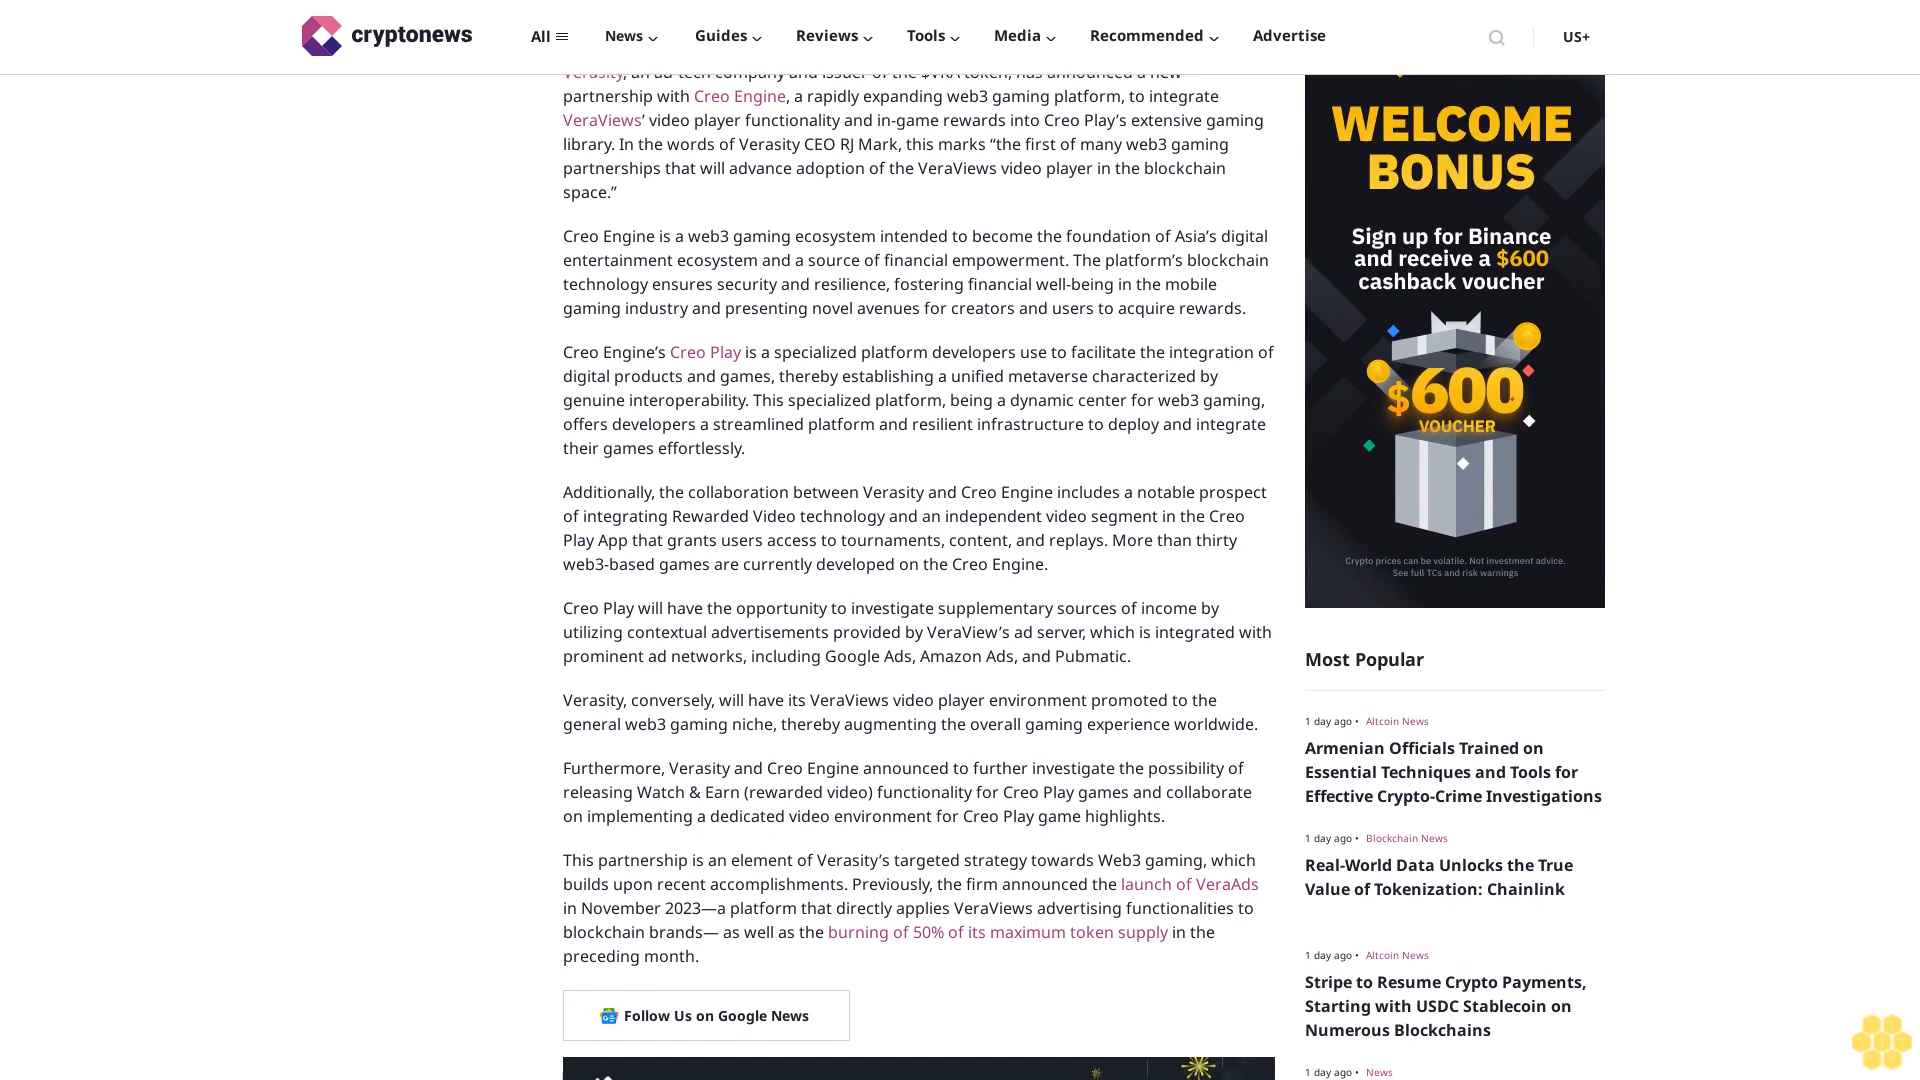 cryptonews
All
News
Guides
Reviews
Tools
Media
Recommended
Advertise
US+
Verasity, an ad-tech company and issuer of the $VRA token, has announced a new
partnership with Creo Engine, a rapidly expanding web3 gaming platform, to integrate
VeraViews’ video player functionality and in-game rewards into Creo Play’s extensive gaming
library. In the words of Verasity CEO RJ Mark, this marks “the first of many web3 gaming
partnerships that will advance adoption of the VeraViews video player in the blockchain
space.”
Creo Engine is a web3 gaming ecosystem intended to become the foundation of Asia’s digital
entertainment ecosystem and a source of financial empowerment. The platform’s blockchain
technology ensures security and resilience, fostering financial well-being in the mobile
gaming industry and presenting novel avenues for creators and users to acquire rewards.
Creo Engine’s Creo Play is a specialized platform developers use to facilitate the integration of
digital products and games, thereby establishing a unified metaverse characterized by
genuine interoperability. This specialized platform, being a dynamic center for web3 gaming,
offers developers a streamlined platform and resilient infrastructure to deploy and integrate
their games effortlessly.
Additionally, the collaboration between Verasity and Creo Engine includes a notable prospect
of integrating Rewarded Video technology and an independent video segment in the Creo
Play App that grants users access to tournaments, content, and replays. More than thirty
web3-based games are currently developed on the Creo Engine.
Creo Play will have the opportunity to investigate supplementary sources of income by
utilizing contextual advertisements provided by VeraView’s ad server, which is integrated with
prominent ad networks, including Google Ads, Amazon Ads, and Pubmatic.
Verasity, conversely, will have its VeraViews video player environment promoted to the
general web3 gaming niche, thereby augmenting the overall gaming experience worldwide.
Furthermore, Verasity and Creo Engine announced to further investigate the possibility of
releasing Watch & Earn (rewarded video) functionality for Creo Play games and collaborate
on implementing a dedicated video environment for Creo Play game highlights.
This partnership is an element of Verasity’s targeted strategy towards Web3 gaming, which
builds upon recent accomplishments. Previously, the firm announced the launch of VeraAds
in November 2023—a platform that directly applies VeraViews advertising functionalities to
blockchain brands— as well as the burning of 50% of its maximum token supply in the
preceding month.
Follow Us on Google News
WELCOME
BONUS
Sign up for Binance
and receive a $600
cashback voucher
$600
VOUCHER
Crypto prices can be volatile. Not investment advice.
See full TCs and risk warnings
Most Popular
1 day ago • Altcoin News
Armenian Officials Trained on
Essential Techniques and Tools for
Effective Crypto-Crime Investigations
1 day ago • Blockchain News
Real-World Data Unlocks the True
Value of Tokenization: Chainlink
1 day ago • Altcoin News
Stripe to Resume Crypto Payments,
Starting with USDC Stablecoin on
Numerous Blockchains
1 day ago • News